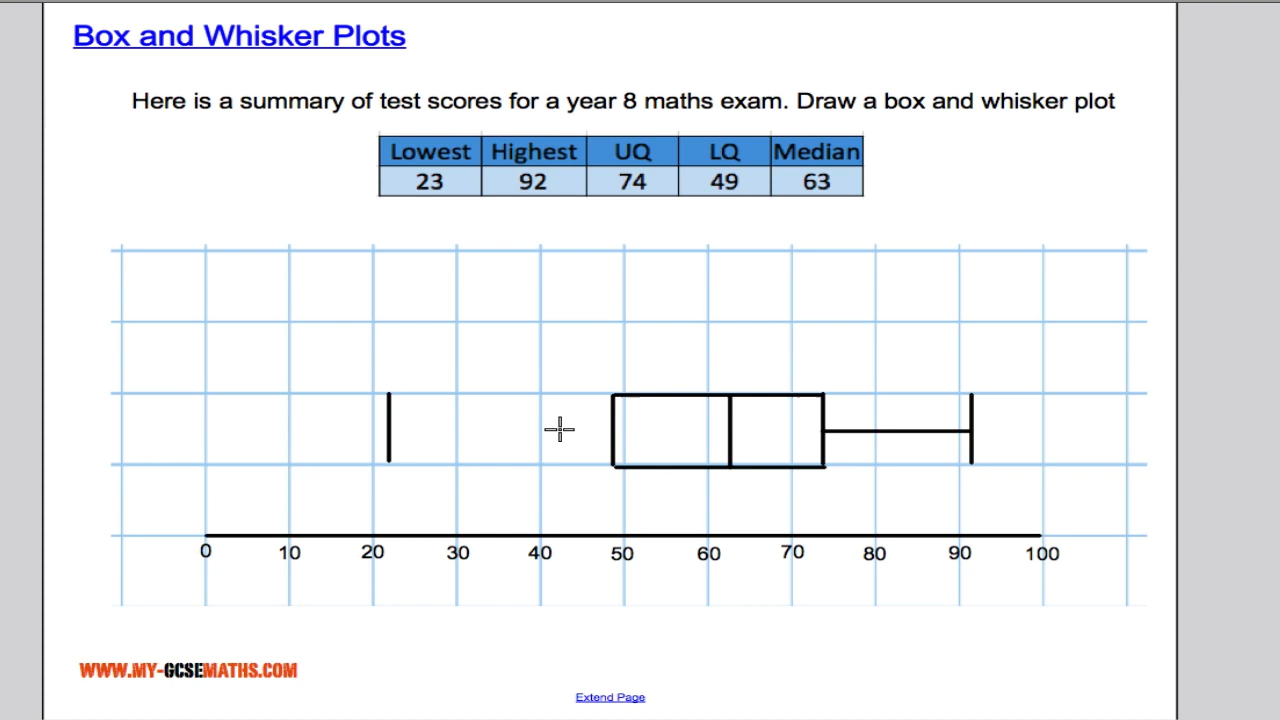 Box and Whisker Plots
Here is a summary of test scores for a year 8 maths exam. Draw a box and whisker plot
Lowest Highest UQ LQ Median
23 92 74 49 63
0 10 20 30 40 50 60 70 80 90 100
WWW.MY-GCSEMATHS.COM
Extend Page